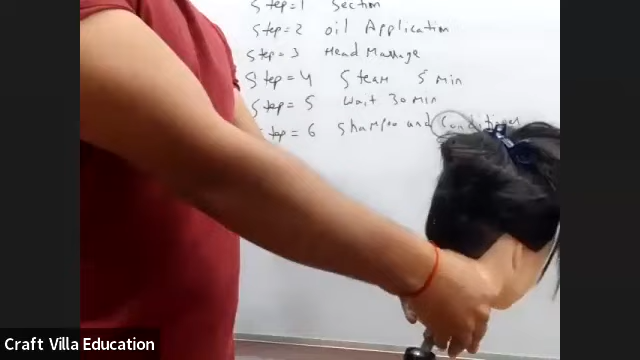 Step=1 Section
Step=2 oil Application
Step=3 Head Massage
Step=4 Steam 5 Min
Step=5 Wait 30 Min
Step=6 Shampoo and Conditioner
Craft Villa Education